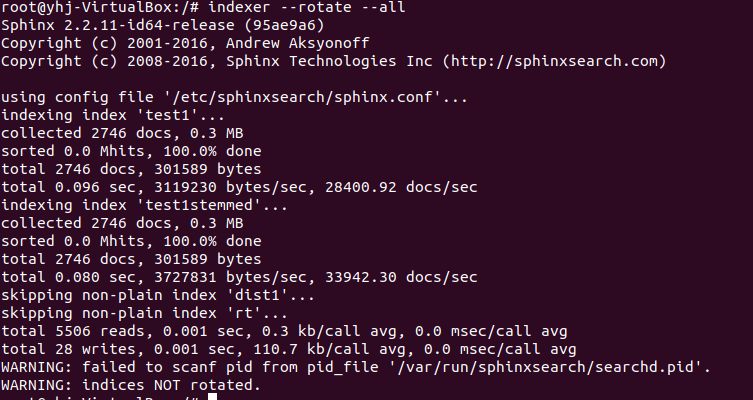 root@yhj-VirtualBox:/# indexer --rotate --all
Sphinx 2.2.11-id64-release (95ae9a6)
Copyright (c) 2001-2016, Andrew Aksyonoff
Copyright (c) 2008-2016, Sphinx Technologies Inc (http://sphinxsearch.com)
using config file '/etc/sphinxsearch/sphinx.conf'...
indexing index 'test1'...
collected 2746 docs, 0.3 MB
sorted 0.0 Mhits, 100.0% done
total 2746 docs, 301589 bytes
total 0.096 sec, 3119230 bytes/sec, 28400.92 docs/sec
indexing index 'test1stemmed'...
collected 2746 docs, 0.3 MB
sorted 0.0 Mhits, 100.0% done
total 2746 docs, 301589 bytes
total 0.080 sec, 3727831 bytes/sec, 33942.30 docs/sec
skipping non-plain index 'dist1'...
skipping non-plain index 'rt'...
total 5506 reads, 0.001 sec, 0.3 kb/call avg, 0.0 msec/call avg
total 28 writes, 0.001 sec, 110.7 kb/call avg, 0.0 msec/call avg
WARNING: failed to scanf pid from pid_file '/var/run/sphinxsearch/searchd.pid'.
WARNING: indices NOT rotated.
root@yhj-VirtualBox:/#